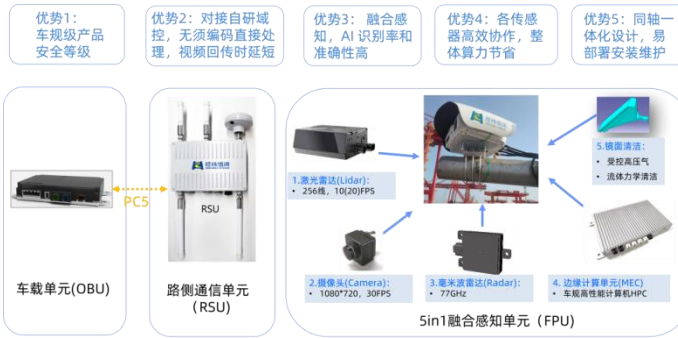 优势1：
车规级产品
安全等级
优势2：对接自研域
控，无须编码直接处
理，视频回传时延短
优势3： 融合感
知，AI 识别率和
准确性高
优势4：各传感
器高效协作，整
体算力节省
优势5：同轴一
体化设计，易
部署安装维护
PC5
车载单元(OBU)
RSU
路侧通信单元
（RSU)
1.激光雷达(Lidar):
• 256线，10(20)FPS
2.摄像头(Camera):
• 1080*720，30FPS
3.毫米波雷达(Radar):
• 77GHz
4. 边缘计算单元(MEC)
• 车规高性能计算机HPC
5.镜面清洁:
• 受控高压气
• 流体力学清洁
5in1融合感知单元（FPU)